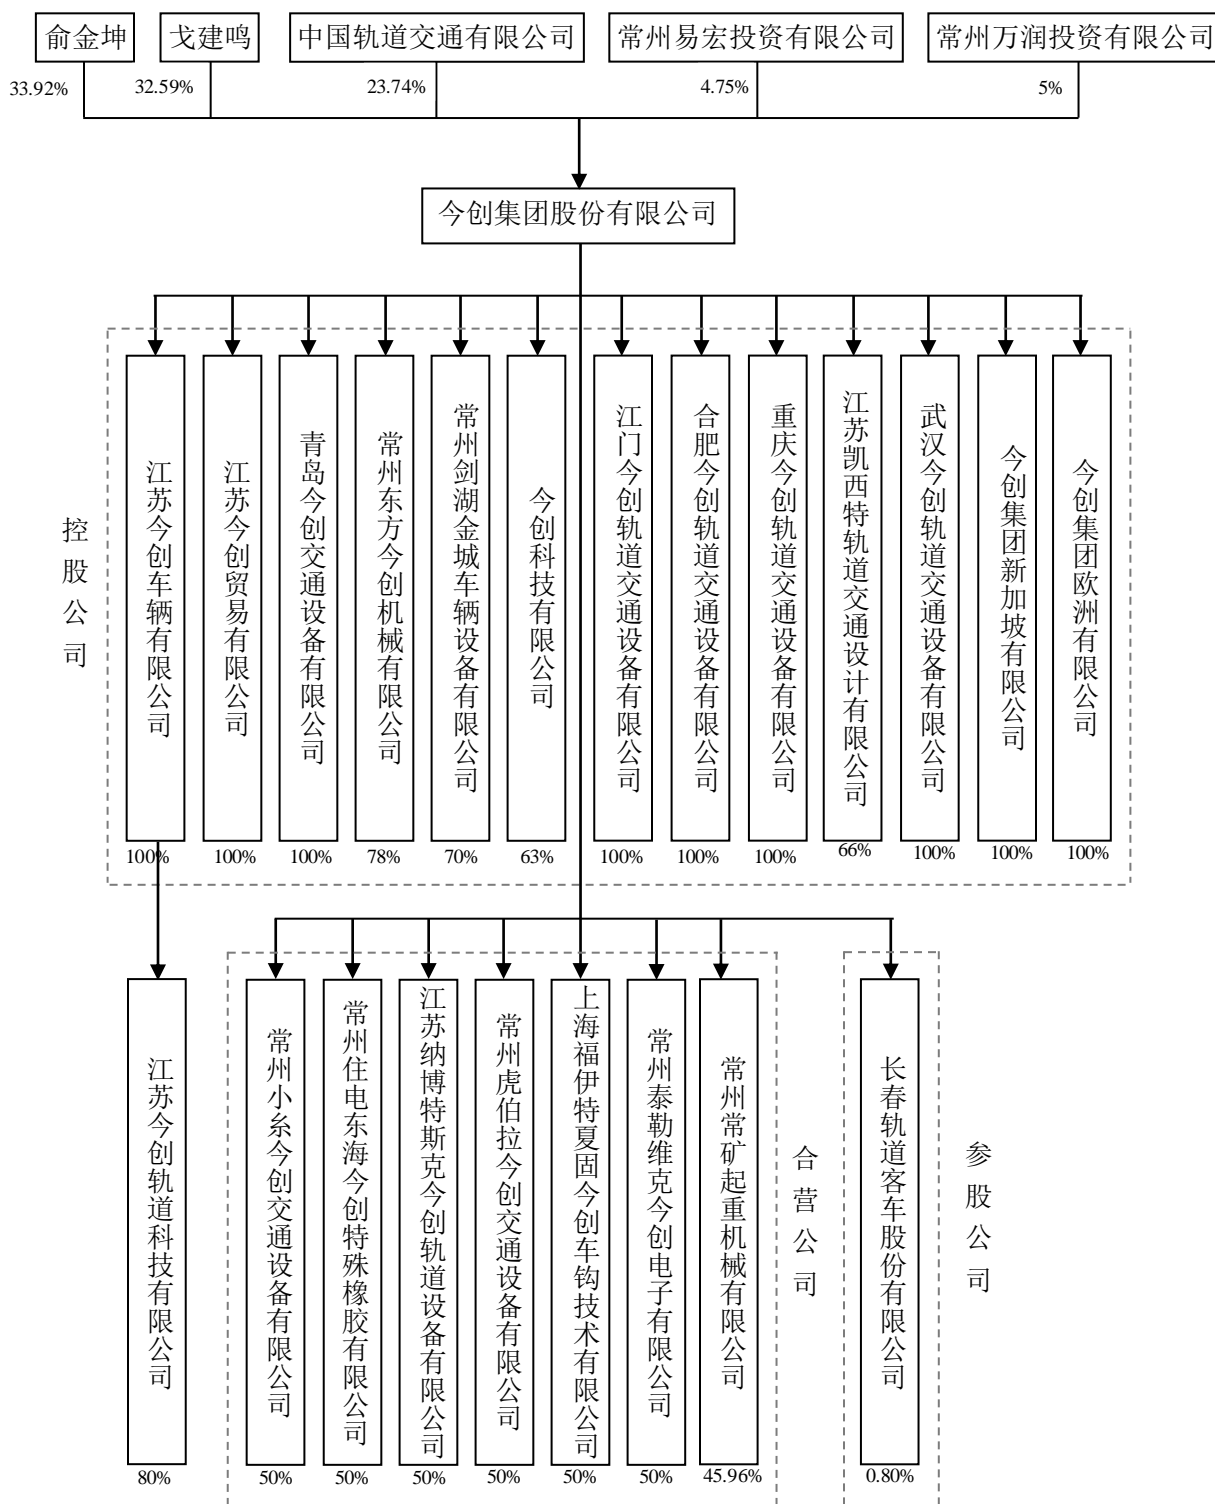 俞金坤
戈建鸣
中国轨道交通有限公司
常州易宏投资有限公司
常州万润投资有限公司
33.92%
32.59%
23.74%
4.75%
5%
今创集团股份有限公司
控股公司
江苏今创车辆有限公司
江苏今创贸易有限公司
青岛今创交通设备有限公司
常州东方今创机械有限公司
常州剑湖金城车辆设备有限公司
今创科技有限公司
江门今创轨道交通设备有限公司
合肥今创轨道交通设备有限公司
重庆今创轨道交通设备有限公司
江苏凯西特轨道交通设计有限公司
武汉今创轨道交通设备有限公司
今创集团新加坡有限公司
今创集团欧洲有限公司
100%
100%
100%
78%
70%
63%
100%
100%
100%
66%
100%
100%
100%
江苏今创轨道科技有限公司
常州小糸今创交通设备有限公司
常州住电东海今创特殊橡胶有限公司
江苏纳博特斯克今创轨道设备有限公司
常州虎伯拉今创交通设备有限公司
上海福伊特夏固今创车钩技术有限公司
常州泰勒维克今创电子有限公司
常州常矿起重机械有限公司
合营公司
长春轨道客车股份有限公司
参股公司
80%
50%
50%
50%
50%
50%
50%
45.96%
0.80%